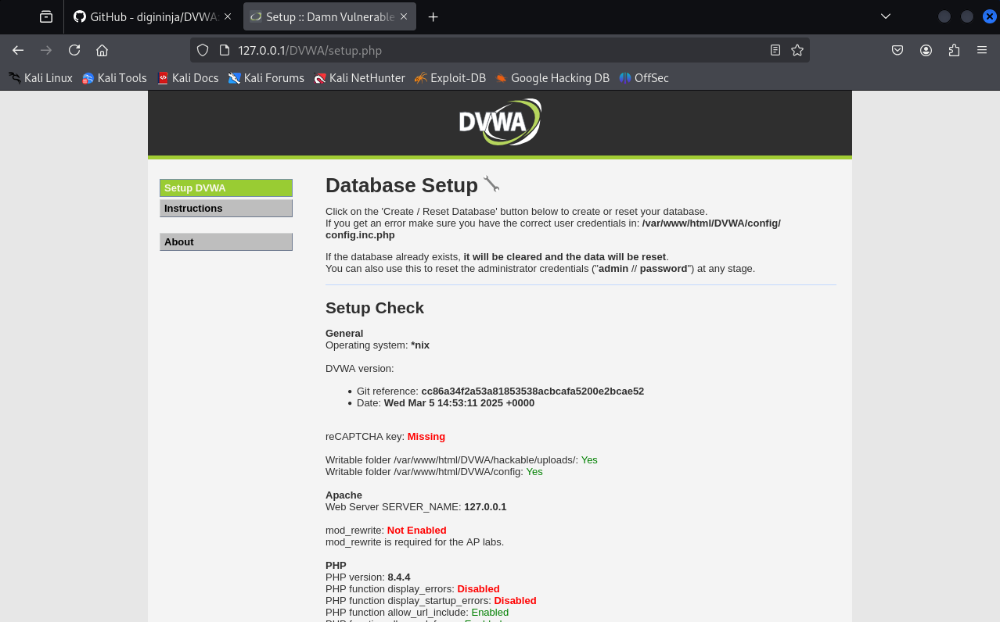 GitHub - digininja/DVWA:
Setup :: Damn Vulnerable
127.0.0.1/DVWA/setup.php
Kali Linux Kali Tools Kali Docs Kali Forums Kali NetHunter Exploit-DB Google Hacking DB OffSec
DVWA
Setup DVWA
Instructions
About
Database Setup
Click on the 'Create / Reset Database' button below to create or reset your database.
If you get an error make sure you have the correct user credentials in: /var/www/html/DVWA/config/
config.inc.php
If the database already exists, it will be cleared and the data will be reset.
You can also use this to reset the administrator credentials ("admin // password") at any stage.
Setup Check
General
Operating system: *nix
DVWA version:
• Git reference: cc86a34f2a53a81853538acbcafa5200e2bcae52
• Date: Wed Mar 5 14:53:11 2025 +0000
reCAPTCHA key: Missing
Writable folder /var/www/html/DVWA/hackable/uploads/: Yes
Writable folder /var/www/html/DVWA/config: Yes
Apache
Web Server SERVER_NAME: 127.0.0.1
mod_rewrite: Not Enabled
mod_rewrite is required for the AP labs.
PHP
PHP version: 8.4.4
PHP function display_errors: Disabled
PHP function display_startup_errors: Disabled
PHP function allow_url_include: Enabled